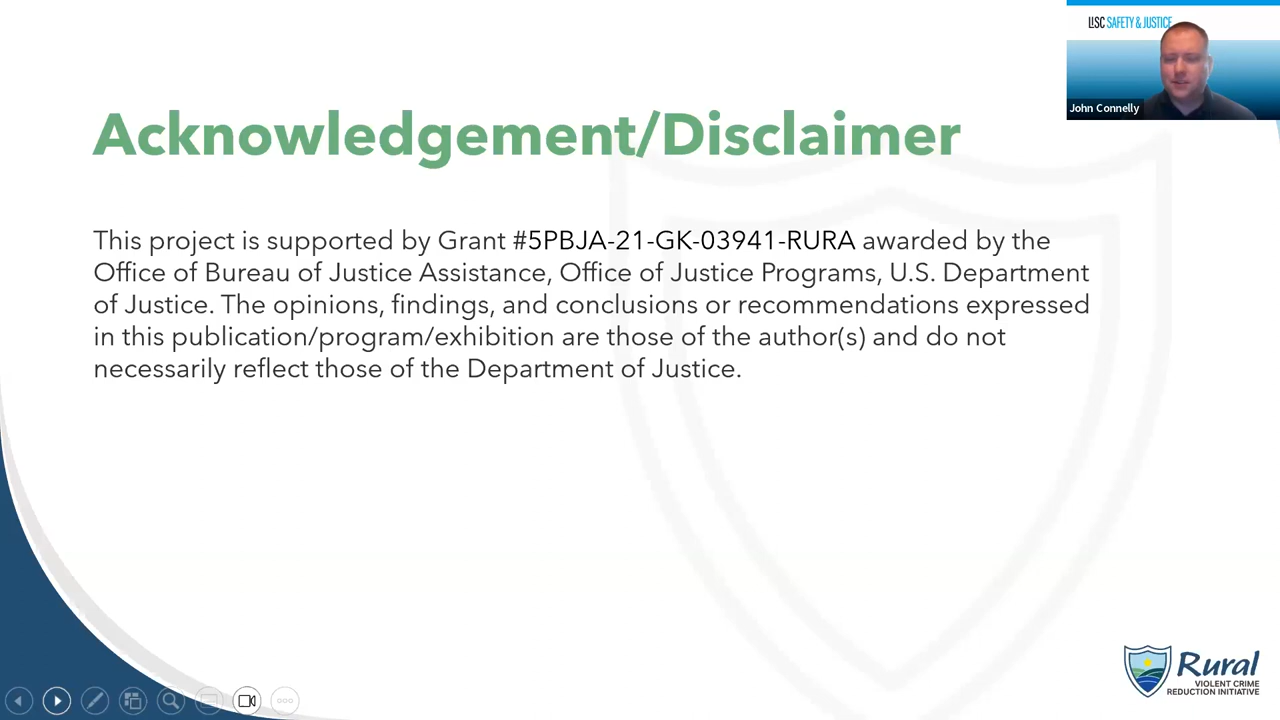 LISC SAFETY & JUSTICE
John Connelly
Acknowledgement/Disclaimer
This project is supported by Grant #5PBJA-21-GK-03941-RURA awarded by the
Office of Bureau of Justice Assistance, Office of Justice Programs, U.S. Department
of Justice. The opinions, findings, and conclusions or recommendations expressed
in this publication/program/exhibition are those of the author(s) and do not
necessarily reflect those of the Department of Justice.
Rural
VIOLENT CRIME
REDUCTION INITIATIVE